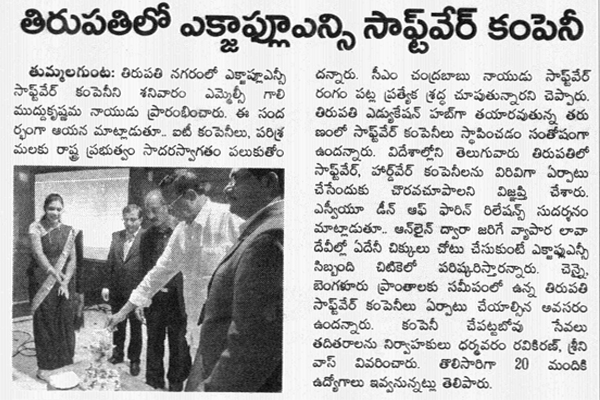 తిరుపతిలో ఎక్జాఫ్లూఎన్సి సాఫ్ట్‌వేర్ కంపెనీ
తుమ్మలగుంట: తిరుపతి నగరంలో ఎక్జాఫ్లూఎన్సీ
సాఫ్ట్‌వేర్ కంపెనీని శనివారం ఎమ్మెల్సీ గాలి
ముద్దుకృష్ణమ నాయుడు ప్రారంభించారు. ఈ సంద
ర్భంగా ఆయన మాట్లాడుతూ.. ఐటీ కంపెనీలు, పరిశ్ర
మలకు రాష్ట్ర ప్రభుత్వం సాదరస్వాగతం పలుకుతోం
దన్నారు. సీఎం చంద్రబాబు నాయుడు సాఫ్ట్‌వేర్
రంగం పట్ల ప్రత్యేక శ్రద్ధ చూపుతున్నారని చెప్పారు.
తిరుపతి ఎడ్యుకేషన్ హబ్‌గా తయారవుతున్న తరు
ణంలో సాఫ్ట్‌వేర్ కంపెనీలు స్థాపించడం సంతోషంగా
ఉందన్నారు. విదేశాల్లోని తెలుగువారు తిరుపతిలో
సాఫ్ట్‌వేర్, హార్డ్‌వేర్ కంపెనీలను విరివిగా ఏర్పాటు
చేసేందుకు చొరవచూపాలని విజ్ఞప్తి చేశారు.
ఎస్వీయూ డీన్ ఆఫ్ ఫారిన్ రిలేషన్స్ సుదర్శనం
మాట్లాడుతూ.. ఆన్‌లైన్ ద్వారా జరిగే వ్యాపార లావా
దేవీల్లో ఏదేనీ చిక్కులు చోటు చేసుకుంటే ఎక్జాఫ్లుఎన్సీ
సిబ్బంది చిటికెలో పరిష్కరిస్తారన్నారు. చెన్నై,
బెంగళూరు ప్రాంతాలకు సమీపంలో ఉన్న తిరుపతి
సాఫ్ట్‌వేర్ కంపెనీలు ఏర్పాటు చేయాల్సిన అవసరం
ఉందన్నారు. కంపెనీ చేపట్టబోవు సేవలు
తదితరాలను నిర్వాహకులు ధర్మవరం రవికిరణ్, శ్రీని
వాస్ వివరించారు. తొలిసారిగా 20 మందికి
ఉద్యోగాలు ఇవ్వనున్నట్లు తెలిపారు.